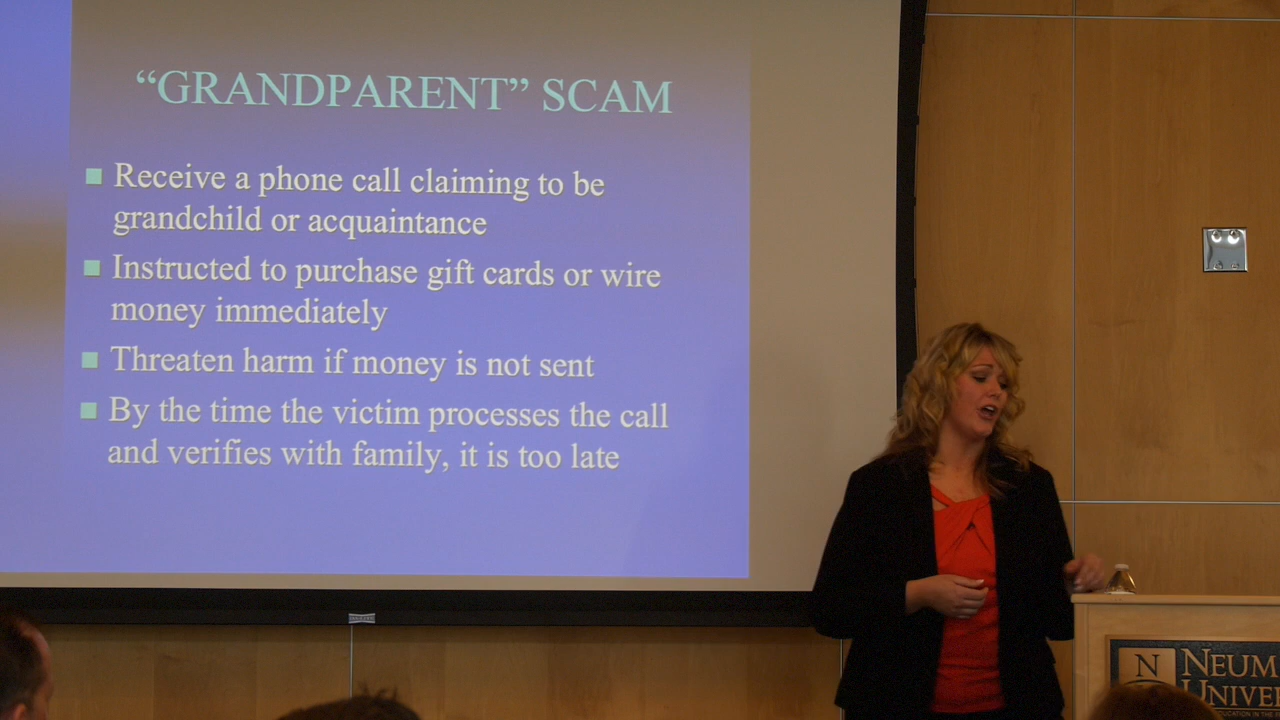 “GRANDPARENT” SCAM
Receive a phone call claiming to be
grandchild or acquaintance
Instructed to purchase gift cards or wire
money immediately
Threaten harm if money is not sent
By the time the victim processes the call
and verifies with family, it is too late
N NEUM
UNIVER